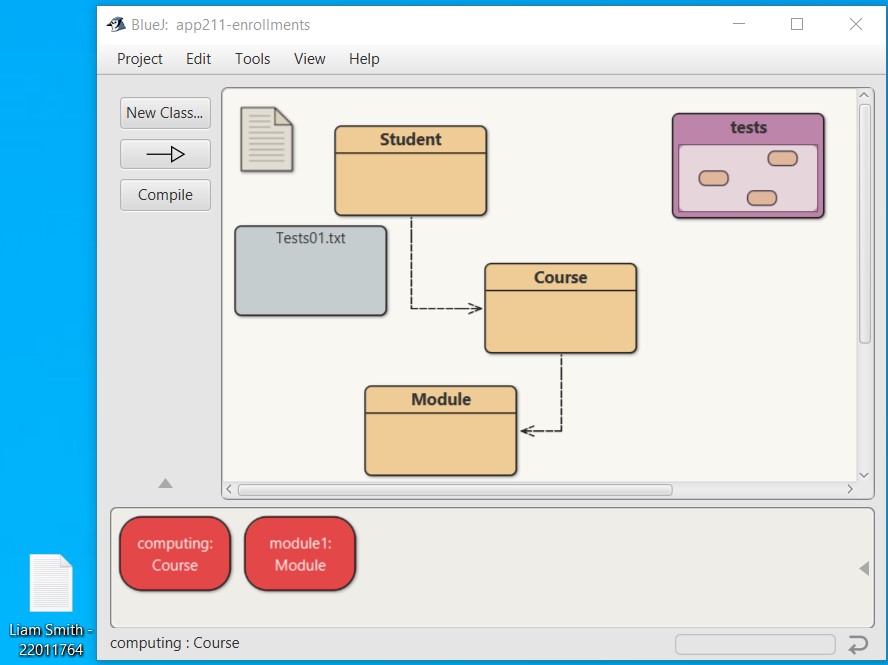 BlueJ: app211-enrollments
Project Edit Tools View Help
New Class...
Compile
Student
tests
Tests01.txt
Course
Module
computing:
Course
module1:
Module
Liam Smith -
22011764
computing : Course